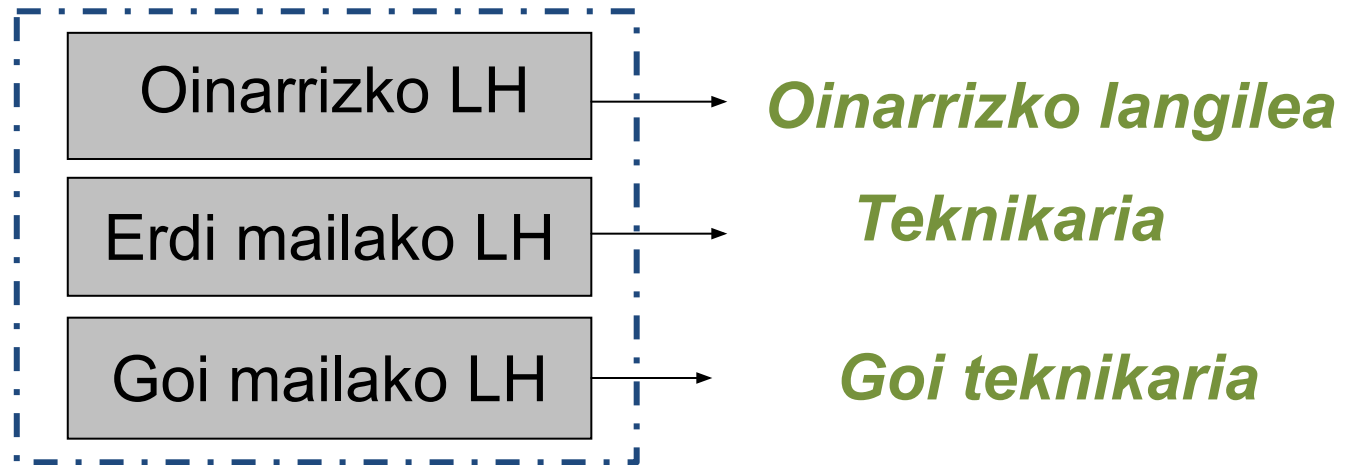 Oinarrizko LH
Oinarrizko langilea
Erdi mailako LH
Teknikaria
Goi mailako LH
Goi teknikaria